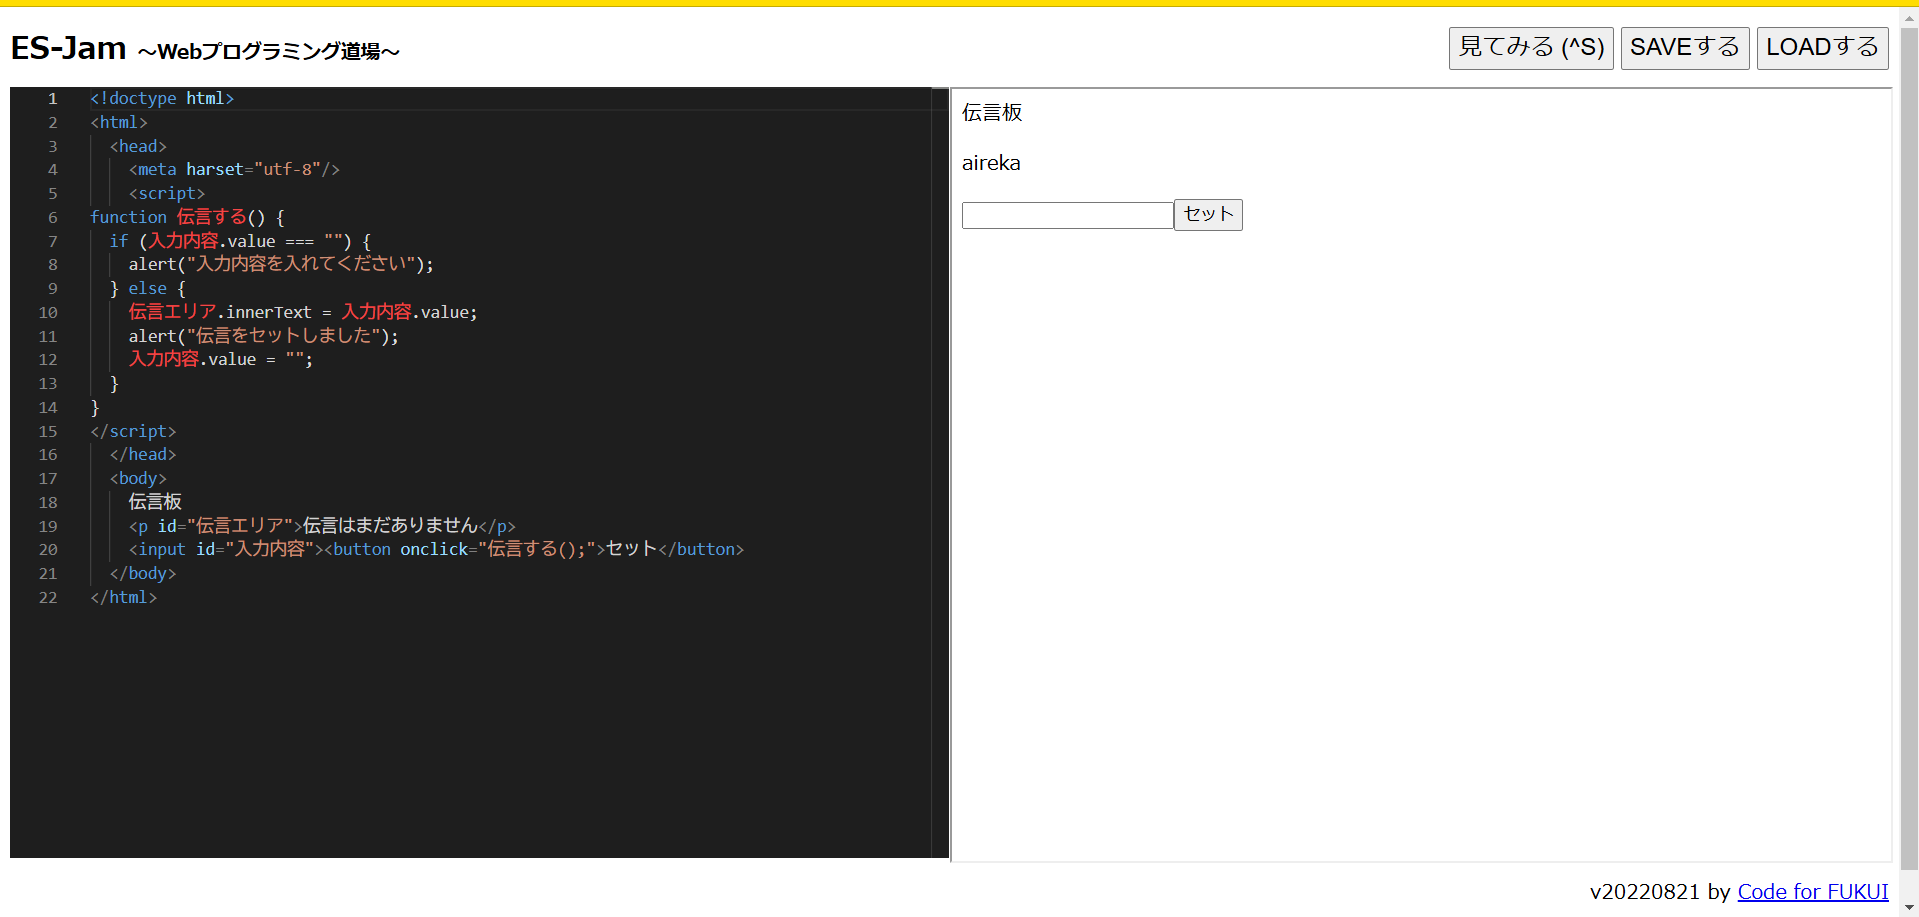 ES-Jam ～Webプログラミング道場～
見てみる (^S) SAVEする LOADする
1 <!doctype html>
2 <html>
3   <head>
4     <meta harset="utf-8"/>
5     <script>
6 function 伝言する() {
7   if (入力内容.value === "") {
8     alert("入力内容を入れてください");
9   } else {
10     伝言エリア.innerText = 入力内容.value;
11     alert("伝言をセットしました");
12     入力内容.value = "";
13   }
14 }
15 </script>
16   </head>
17   <body>
18     伝言板
19     <p id="伝言エリア">伝言はまだありません</p>
20     <input id="入力内容"><button onclick="伝言する();">セット</button>
21   </body>
22 </html>
伝言板
aireka
セット
v20220821 by Code for FUKUI